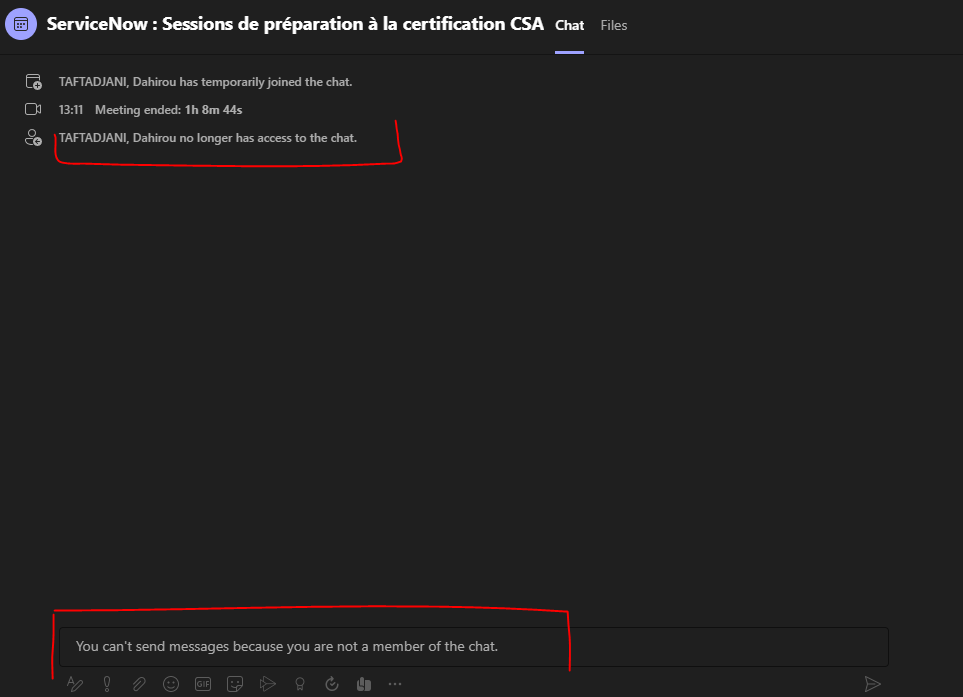 ServiceNow : Sessions de préparation à la certification CSA Chat Files
TAFTADJANI, Dahirou has temporarily joined the chat.
13:11 Meeting ended: 1h 8m 44s
TAFTADJANI, Dahirou no longer has access to the chat.
You can't send messages because you are not a member of the chat.
GIF